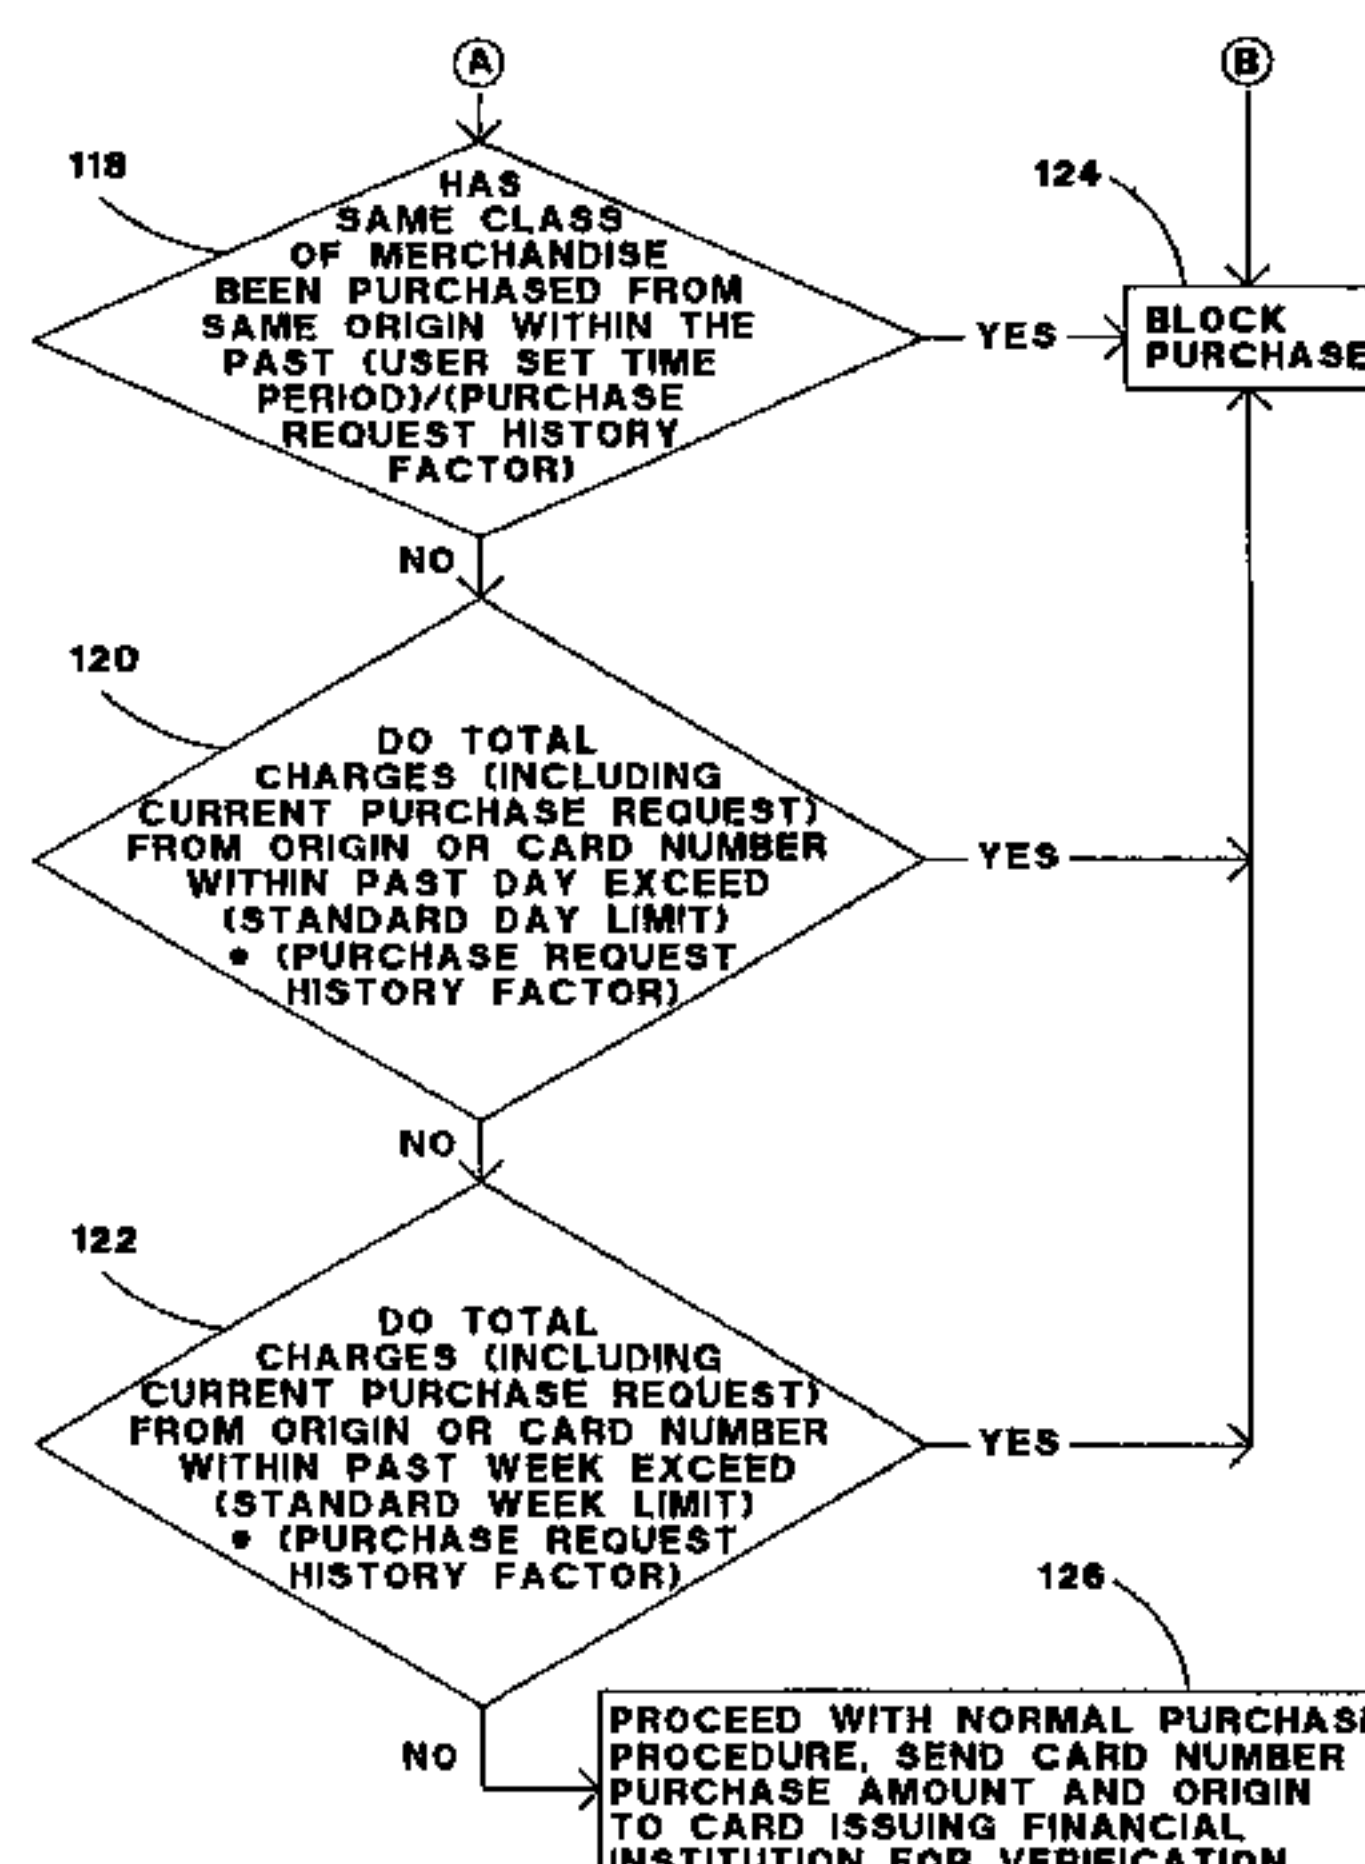 A
B
118
124
HAS
SAME CLASS
OF MERCHANDISE
BEEN PURCHASED FROM
SAME ORIGIN WITHIN THE
PAST (USER SET TIME
PERIOD)/(PURCHASE
REQUEST HISTORY
FACTOR)
YES
BLOCK
PURCHASE
NO
120
DO TOTAL
CHARGES (INCLUDING
CURRENT PURCHASE REQUEST)
FROM ORIGIN OR CARD NUMBER
WITHIN PAST DAY EXCEED
(STANDARD DAY LIMIT)
• (PURCHASE REQUEST
HISTORY FACTOR)
YES
NO
122
DO TOTAL
CHARGES (INCLUDING
CURRENT PURCHASE REQUEST)
FROM ORIGIN OR CARD NUMBER
WITHIN PAST WEEK EXCEED
(STANDARD WEEK LIMIT)
• (PURCHASE REQUEST
HISTORY FACTOR)
YES
NO
126
PROCEED WITH NORMAL PURCHASE
PROCEDURE, SEND CARD NUMBER
PURCHASE AMOUNT AND ORIGIN
TO CARD ISSUING FINANCIAL
INSTITUTION FOR VERIFICATION